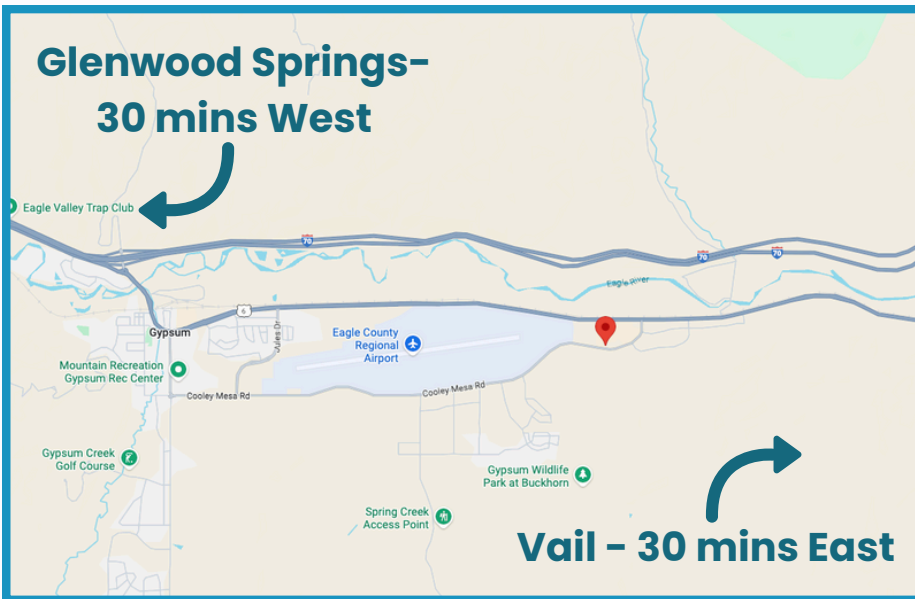 Glenwood Springs-
30 mins West
Eagle Valley Trap Club
70
70
70
Eagle River
6
Gypsum
Jules Dr
Eagle County
Regional
Airport
Mountain Recreation
Gypsum Rec Center
Cooley Mesa Rd
Cooley Mesa Rd
Gypsum Creek
Golf Course
Gypsum Wildlife
Park at Buckhorn
Spring Creek
Access Point
Vail - 30 mins East